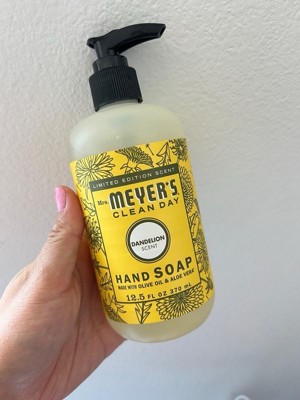 LIMITED EDITION SCENT
Mrs. MEYER'S
CLEAN DAY
DANDELION
SCENT
HAND SOAP
MADE WITH OLIVE OIL & ALOE VERA
12.5 FL OZ 370 mL